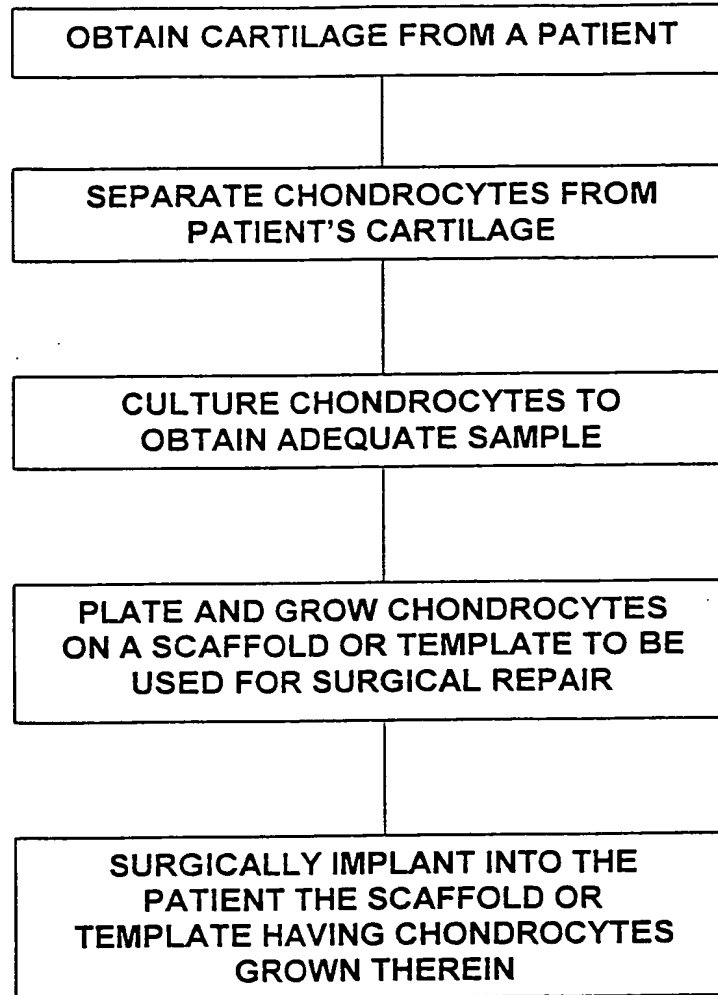 OBTAIN CARTILAGE FROM A PATIENT
SEPARATE CHONDROCYTES FROM
PATIENT'S CARTILAGE
CULTURE CHONDROCYTES TO
OBTAIN ADEQUATE SAMPLE
PLATE AND GROW CHONDROCYTES
ON A SCAFFOLD OR TEMPLATE TO BE
USED FOR SURGICAL REPAIR
SURGICALLY IMPLANT INTO THE
PATIENT THE SCAFFOLD OR
TEMPLATE HAVING CHONDROCYTES
GROWN THEREIN